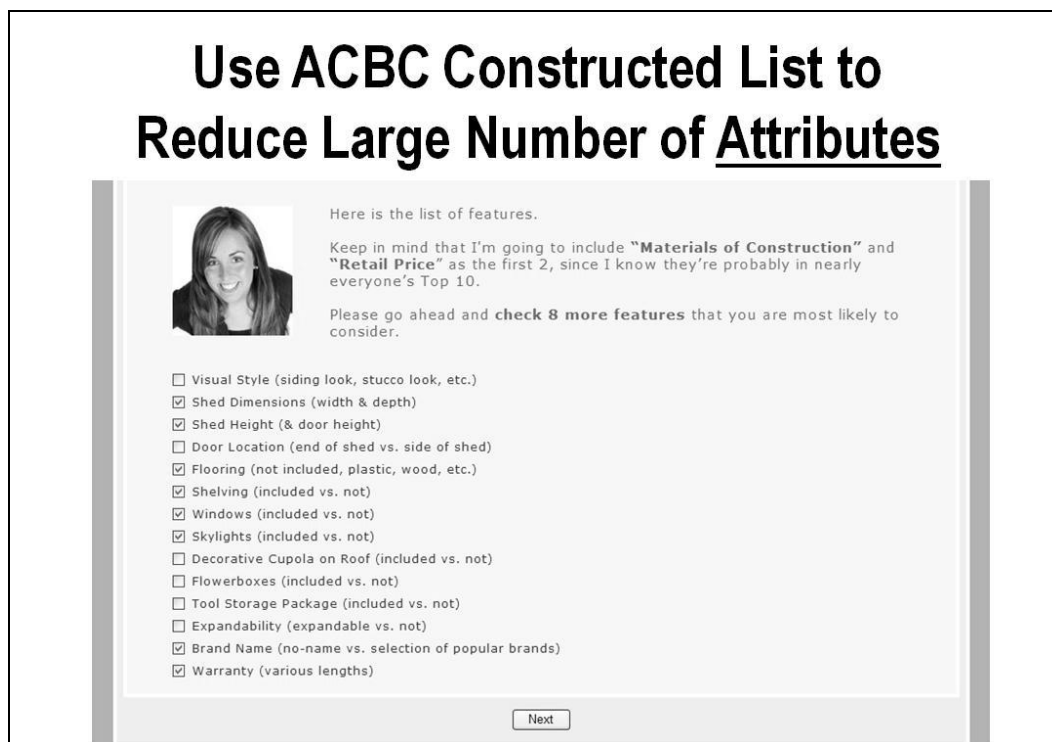 Use ACBC Constructed List to
Reduce Large Number of Attributes
Here is the list of features.
Keep in mind that I'm going to include “Materials of Construction” and
“Retail Price” as the first 2, since I know they’re probably in nearly
everyone’s Top 10.
Please go ahead and check 8 more features that you are most likely to
consider.
Visual Style (siding look, stucco look, etc.)
Shed Dimensions (width & depth)
Shed Height (& door height)
Door Location (end of shed vs. side of shed)
Flooring (not included, plastic, wood, etc.)
Shelving (included vs. not)
Windows (included vs. not)
Skylights (included vs. not)
Decorative Cupola on Roof (included vs. not)
Flowerboxes (included vs. not)
Tool Storage Package (included vs. not)
Expandability (expandable vs. not)
Brand Name (no-name vs. selection of popular brands)
Warranty (various lengths)
Next